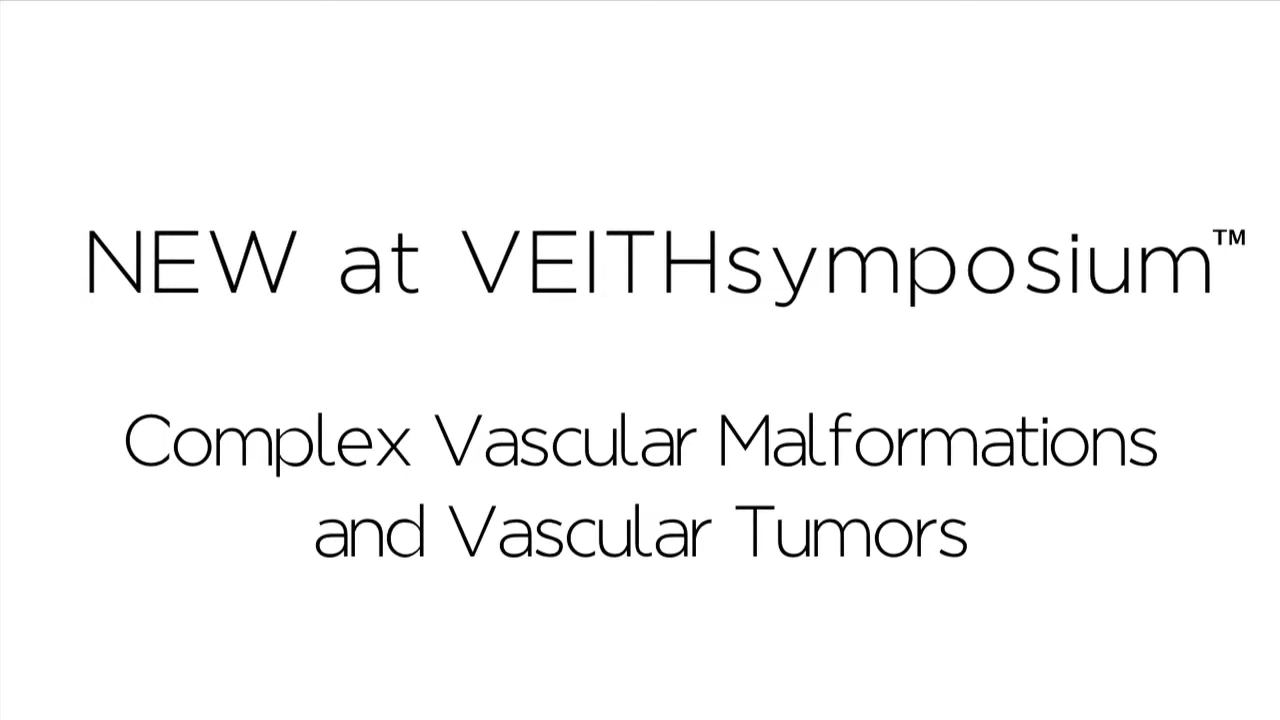 NEW at VEITHsymposium™
Complex Vascular Malformations
and Vascular Tumors